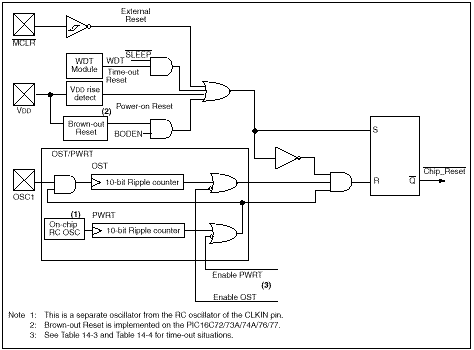 External
Reset
MCLR
SLEEP
WDT
Module
WDT
Time-out
Reset
VDD rise
detect
Power-on Reset
VDD
(2)
Brown-out
Reset
BODEN
OST/PWRT
OST
10-bit Ripple counter
OSC1
(1)
PWRT
On-chip
RC OSC
10-bit Ripple counter
S
R
Q
Chip_Reset
Enable PWRT
(3)
Enable OST
Note 1: This is a separate oscillator from the RC oscillator of the CLKIN pin.
2: Brown-out Reset is implemented on the PIC16C72/73A/74A/76/77.
3: See Table 14-3 and Table 14-4 for time-out situations.